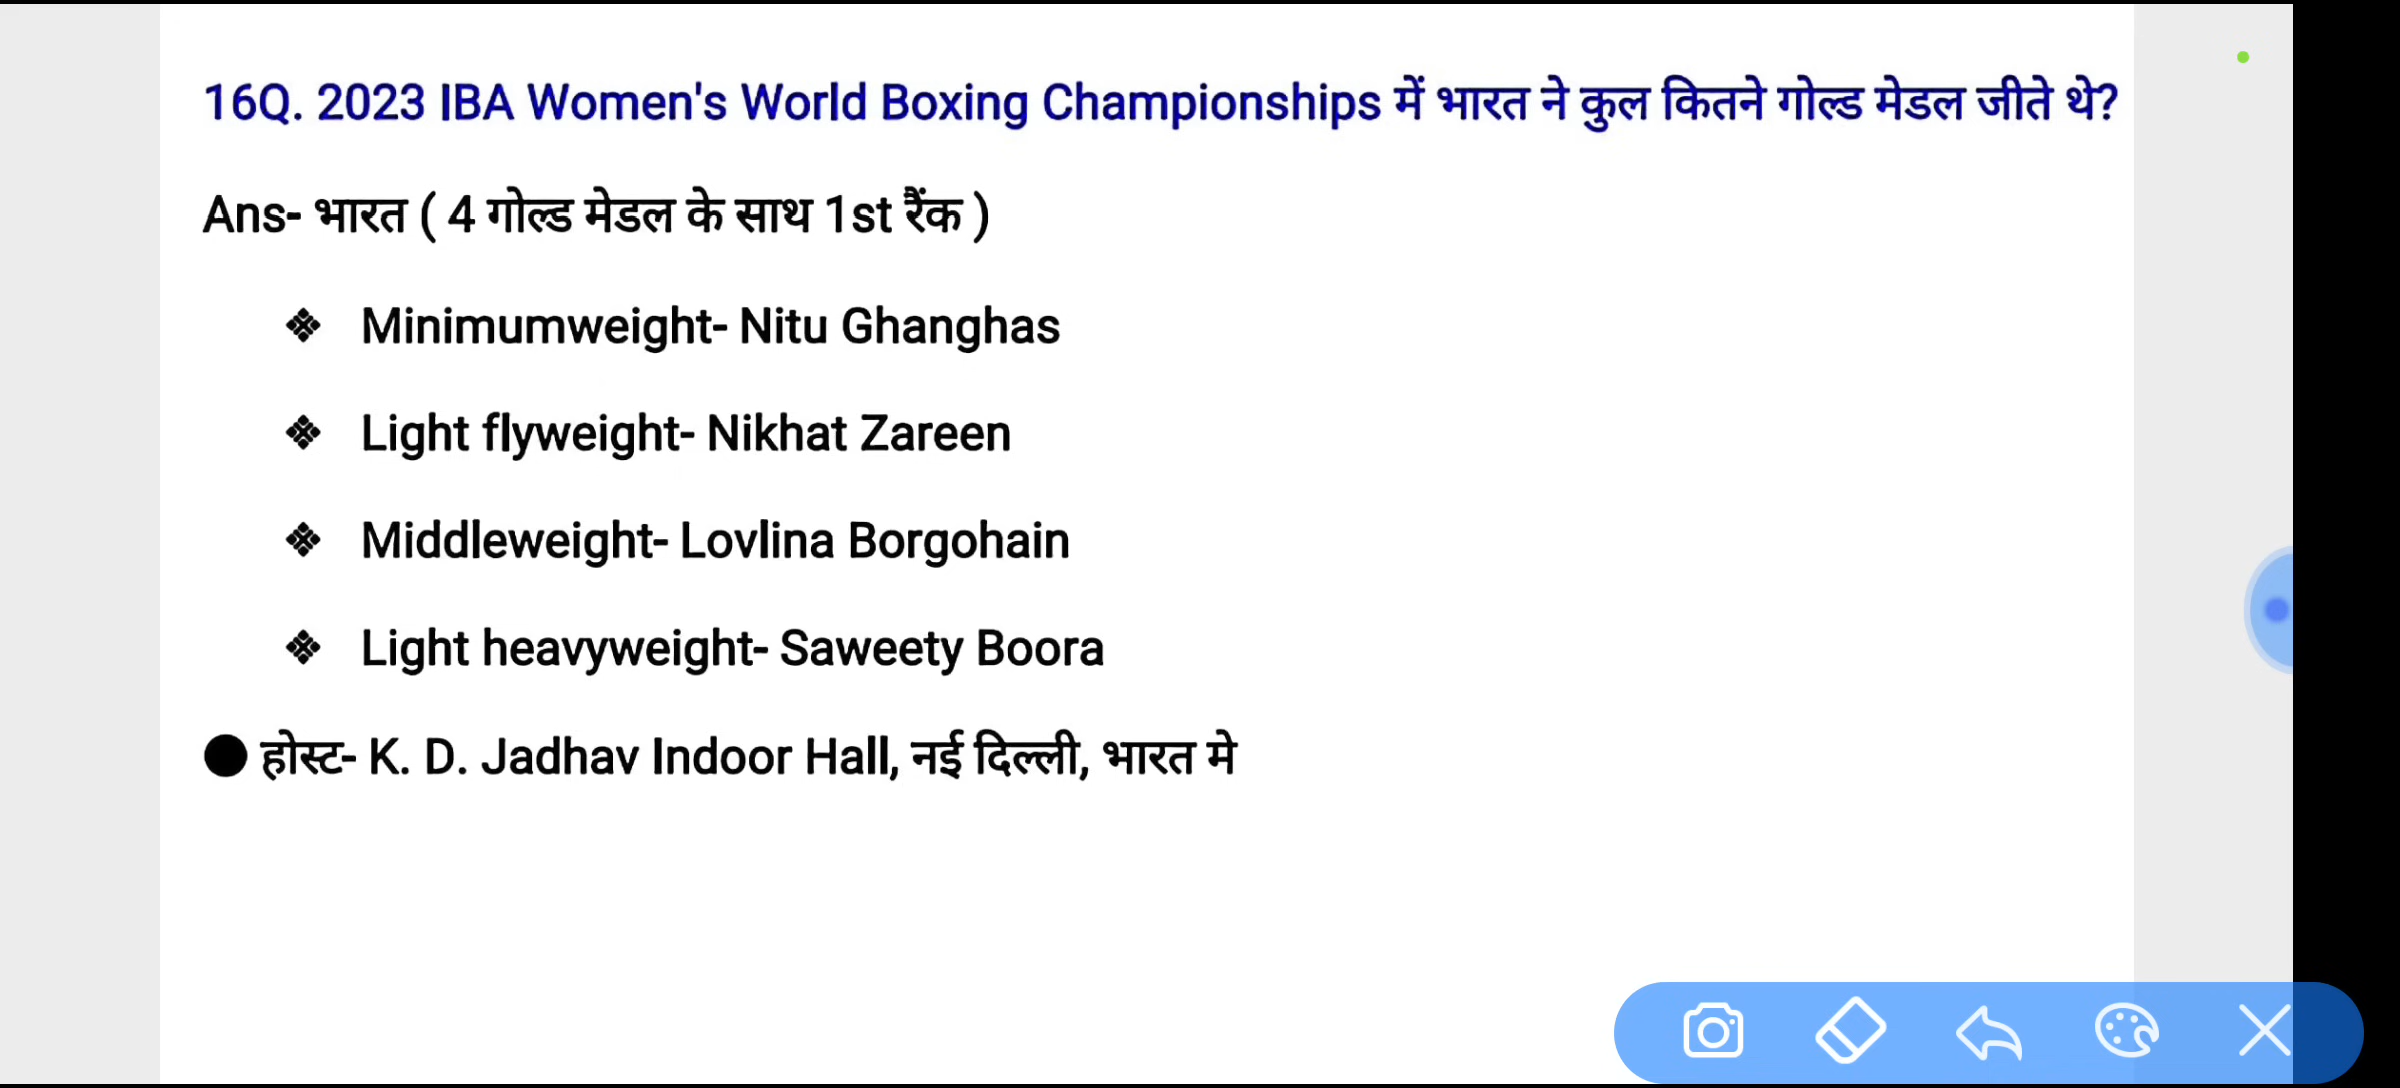 16Q. 2023 IBA Women's World Boxing Championships में भारत ने कुल कितने गोल्ड मेडल जीते थे?
Ans- भारत ( 4 गोल्ड मेडल के साथ 1st रैंक )
❖ Minimumweight- Nitu Ghanghas
❖ Light flyweight- Nikhat Zareen
❖ Middleweight- Lovlina Borgohain
❖ Light heavyweight- Saweety Boora
● होस्ट- K. D. Jadhav Indoor Hall, नई दिल्ली, भारत मे